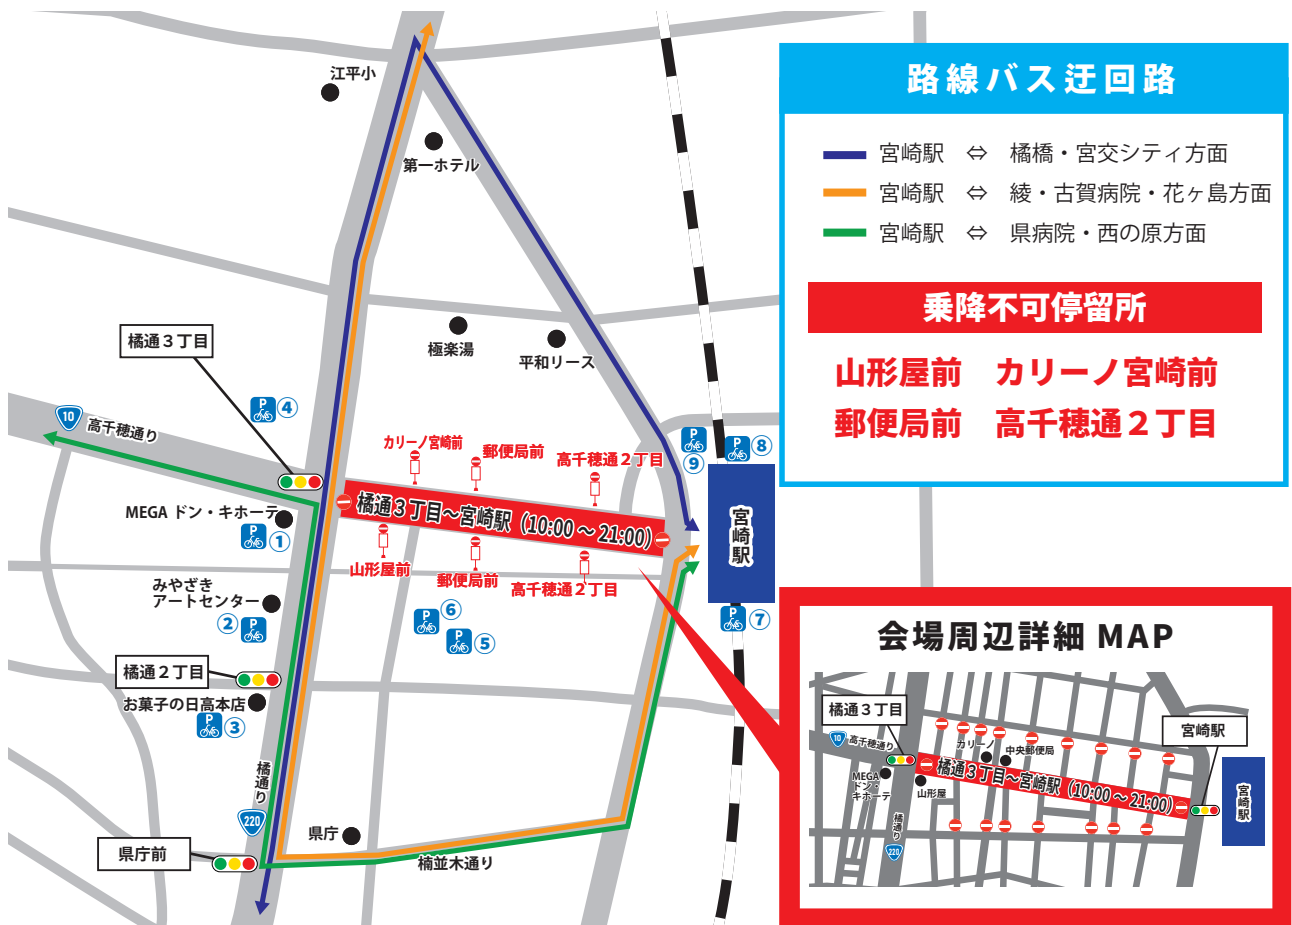 江平小
第一ホテル
極楽湯
平和リース
橘通３丁目
P
④
10
高千穂通り
カリーノ宮崎前
郵便局前
高千穂通２丁目
P
⑨
P
⑧
橘通３丁目～宮崎駅（10:00 ～ 21:00）
MEGA ドン・キホーテ
P
①
山形屋前
郵便局前
高千穂通２丁目
宮崎駅
みやざき
アートセンター
②
P
P
⑥
P
⑤
P
⑦
橘通２丁目
お菓子の日高本店
P
③
橘通り
220
県庁前
県庁
楠並木通り
路線バス迂回路
宮崎駅 ⇔ 橘橋・宮交シティ方面
宮崎駅 ⇔ 綾・古賀病院・花ヶ島方面
宮崎駅 ⇔ 県病院・西の原方面
乗降不可停留所
山形屋前 カリーノ宮崎前
郵便局前 高千穂通２丁目
会場周辺詳細 MAP
橘通３丁目
宮崎駅
10
高千穂通り
カリーノ
中央郵便局
橘通３丁目～宮崎駅（10:00 ～ 21:00）
MEGA
ドン・
キホーテ
山形屋
宮崎駅
橘通り
220